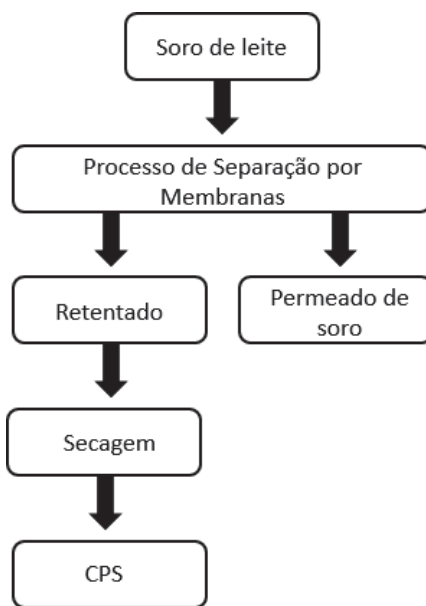 Soro de leite
Processo de Separação por
Membranas
Retentado
Permeado de
soro
Secagem
CPS